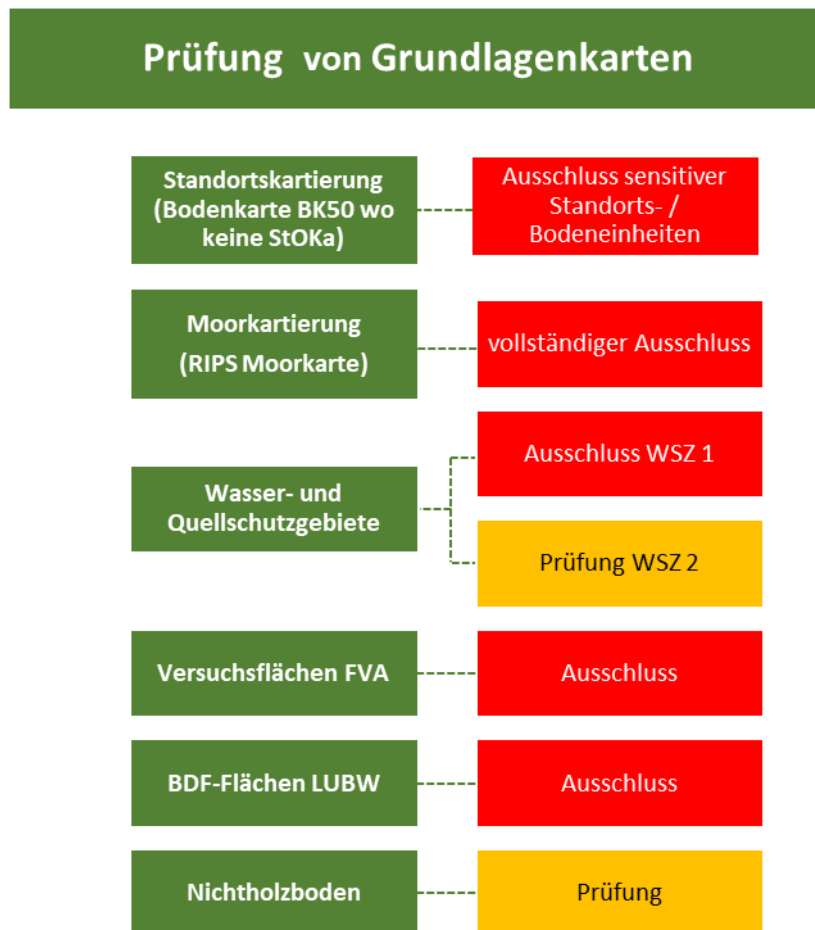 Prüfung von Grundlagenkarten
Standortskartierung
(Bodenkarte BK50 wo
keine StOKa)
Ausschluss sensitiver
Standorts- /
Bodeneinheiten
Moorkartierung
(RIPS Moorkarte)
vollständiger Ausschluss
Wasser- und
Quellschutzgebiete
Ausschluss WSZ 1
Prüfung WSZ 2
Versuchsflächen FVA
Ausschluss
BDF-Flächen LUBW
Ausschluss
Nichtholzboden
Prüfung